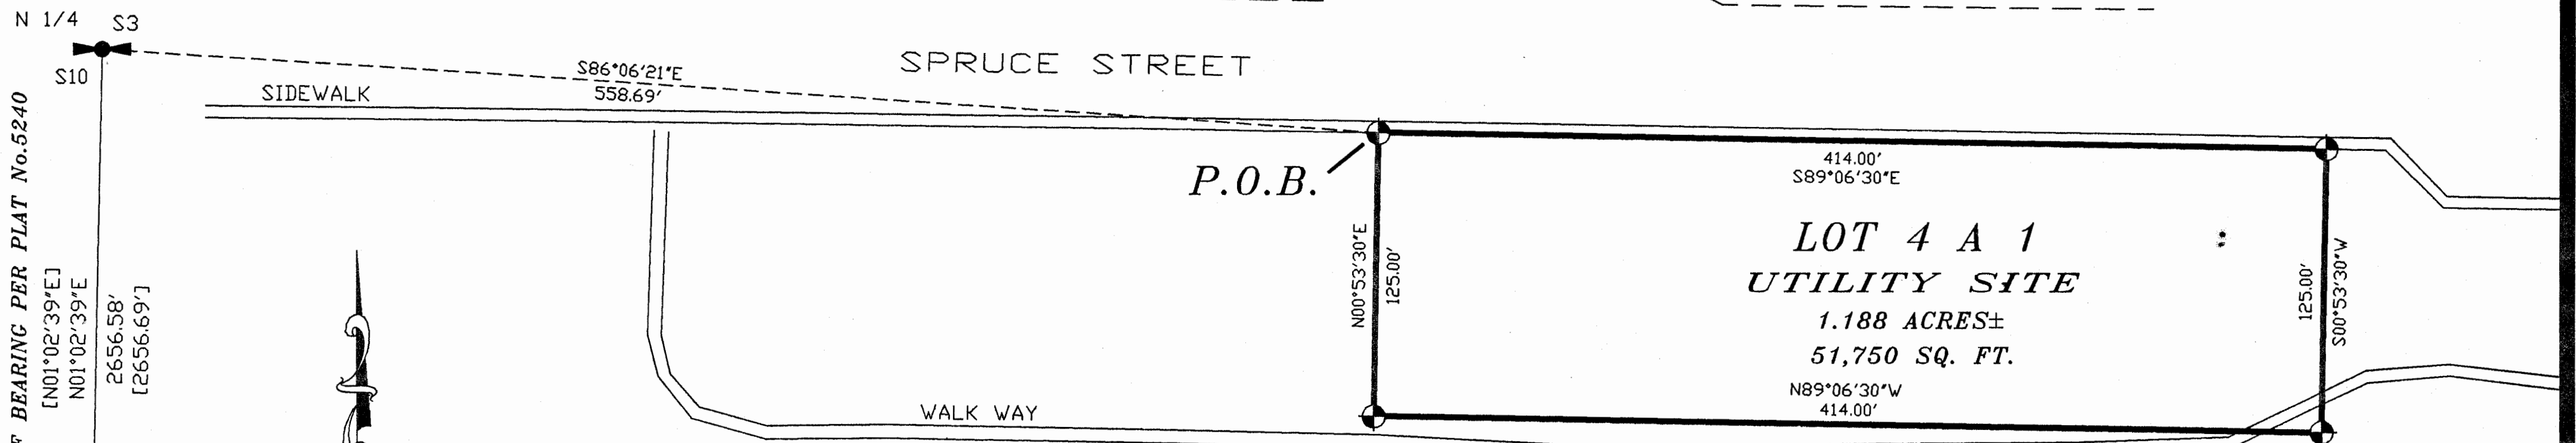 N 1/4
S3
S10
SPRUCE STREET
S86°06'21"E
558.69'
SIDEWALK
BEARING PER PLAT No.5240
[N01°02'39"E]
N01°02'39"E
2656.58'
[2656.69']
P.O.B.
414.00'
S89°06'30"E
N00°53'30"E
125.00'
LOT 4 A 1
UTILITY SITE
1.188 ACRES±
51,750 SQ. FT.
N89°06'30"W
414.00'
125.00'
S00°53'30"W
WALK WAY